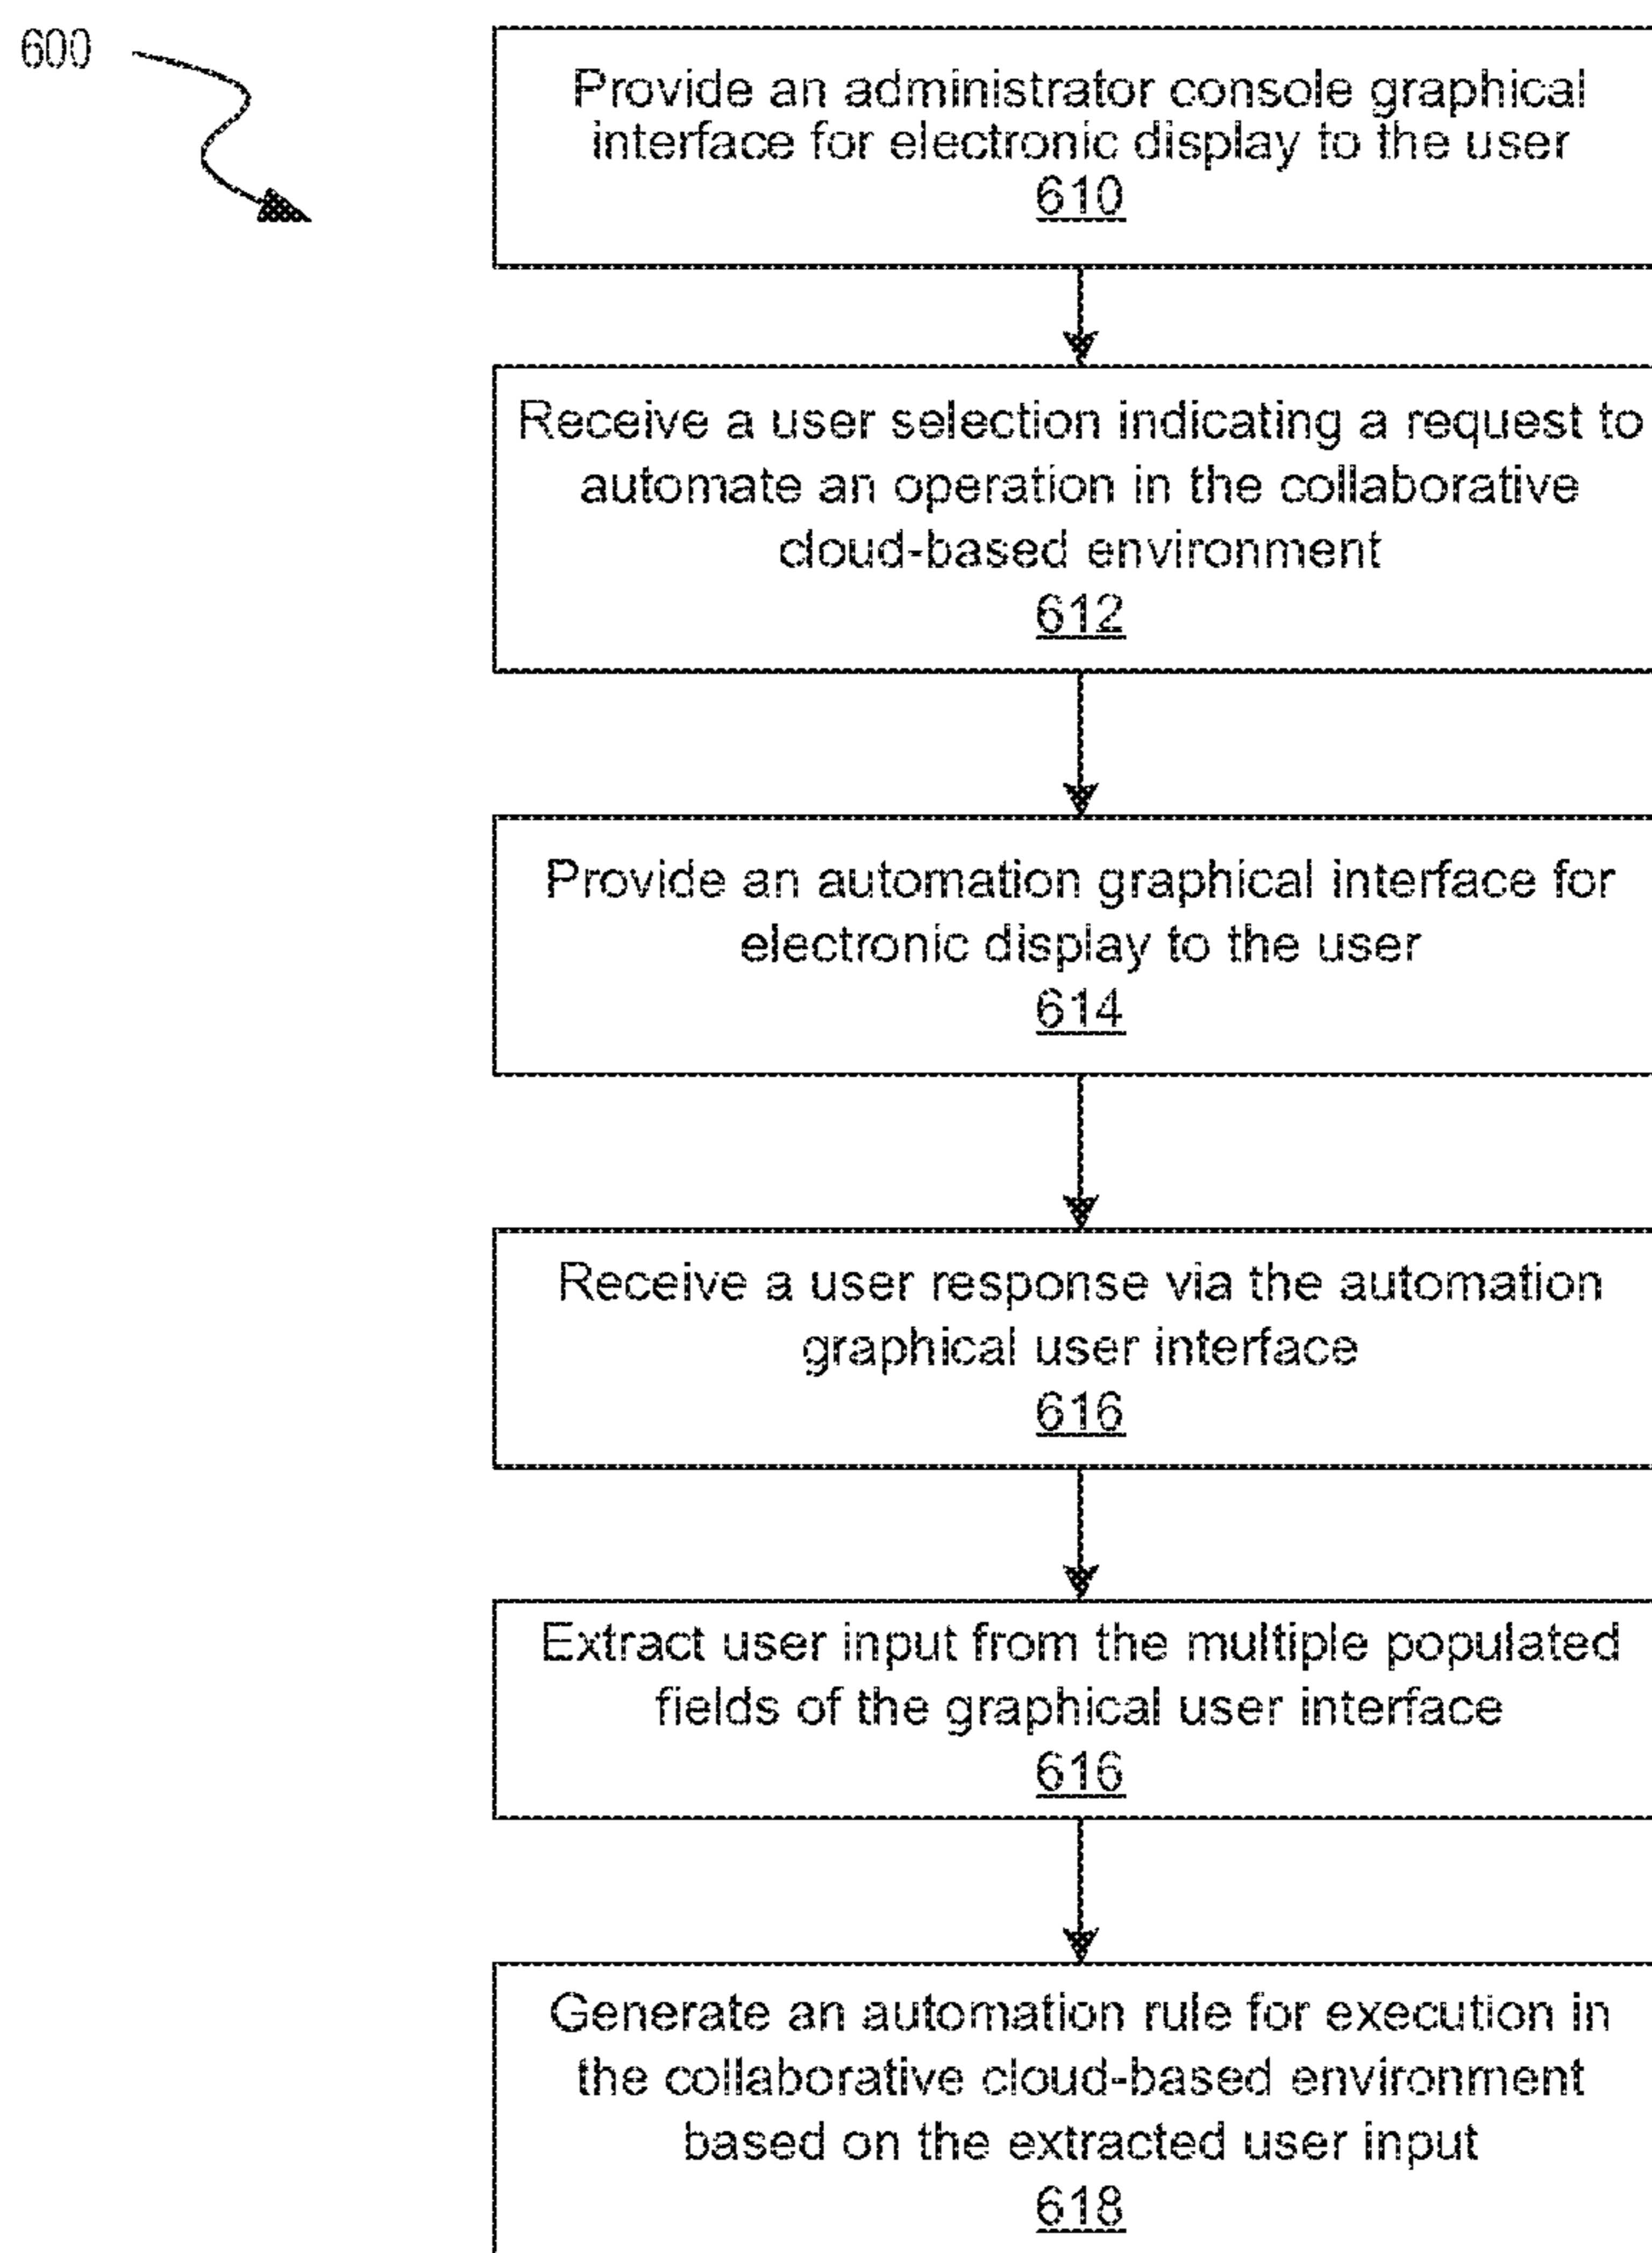 600
Provide an administrator console graphical
interface for electronic display to the user
610
Receive a user selection indicating a request to
automate an operation in the collaborative
cloud-based environment
612
Provide an automation graphical interface for
electronic display to the user
614
Receive a user response via the automation
graphical user interface
616
Extract user input from the multiple populated
fields of the graphical user interface
616
Generate an automation rule for execution in
the collaborative cloud-based environment
based on the extracted user input
618